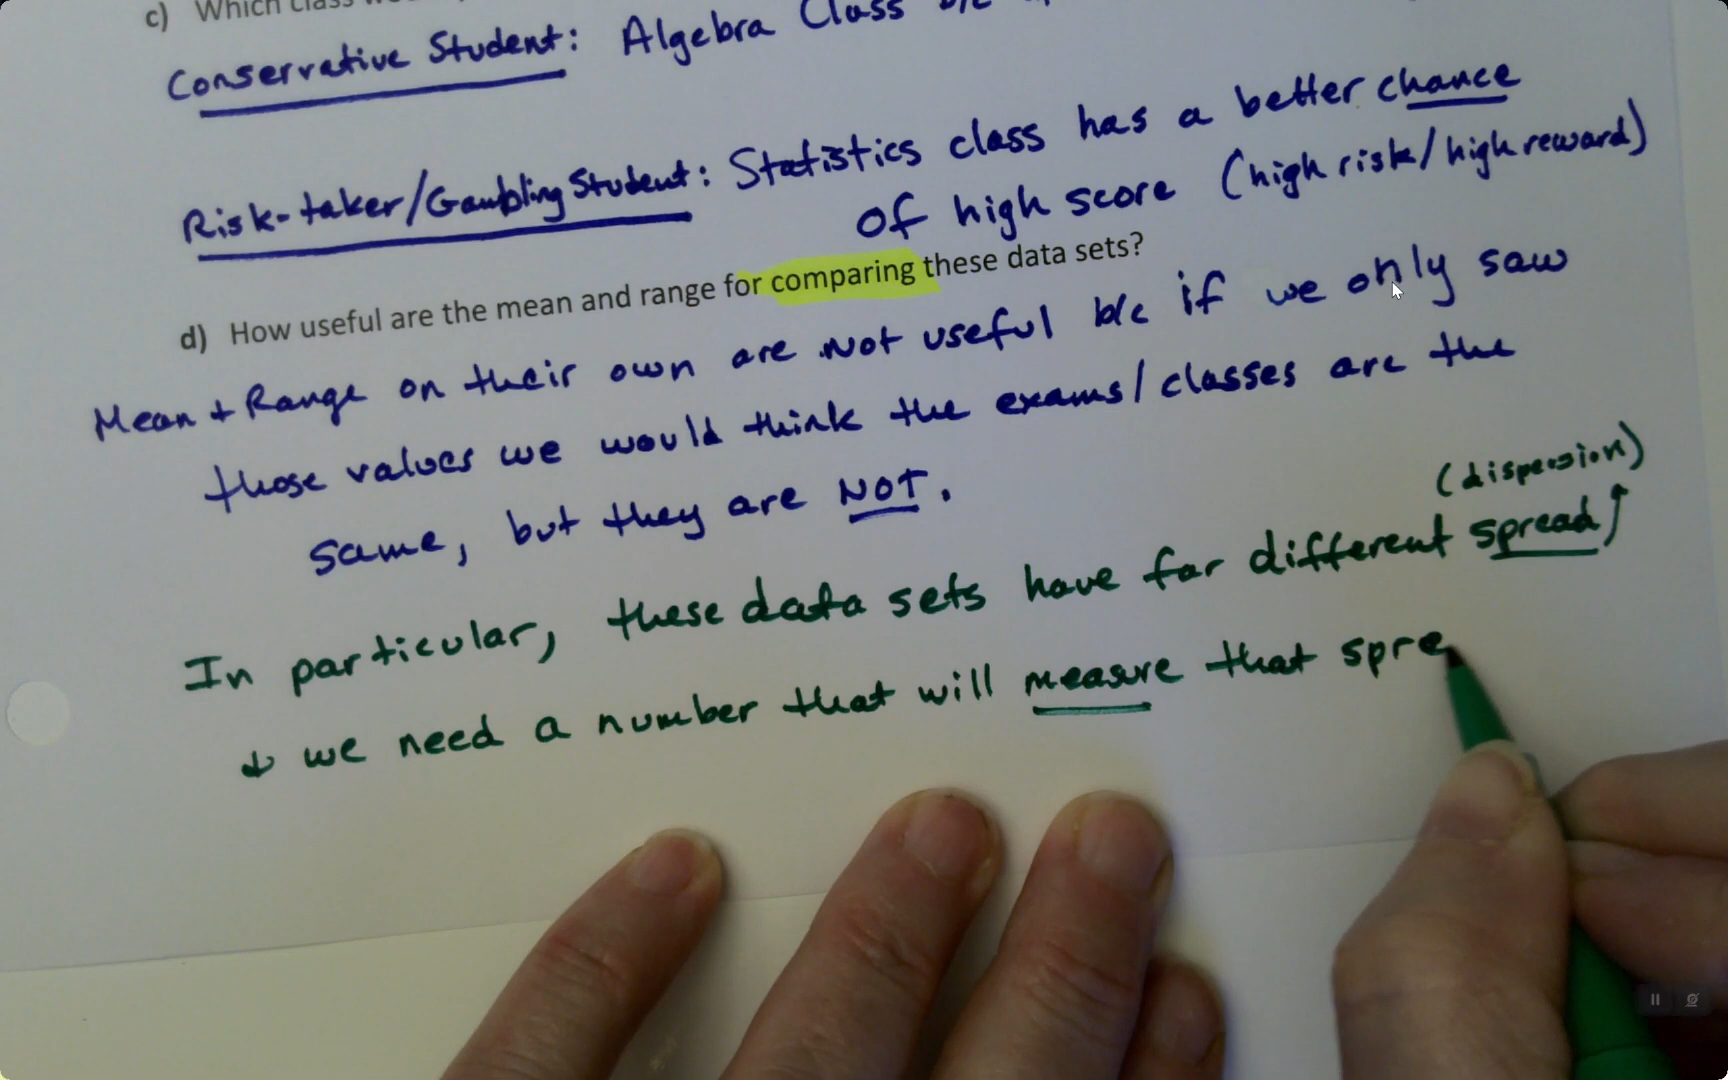 c) Which class
Conservative Student: Algebra Class b/c
Risk-taker/Gambling Student: Statistics class has a better chance
of high score (high risk/high reward)
d) How useful are the mean and range for comparing these data sets?
Mean + Range on their own are not useful b/c if we only saw
those values we would think the exams/classes are the
same, but they are NOT.
(dispersion)
In particular, these data sets have far different spread
+ we need a number that will measure that spre